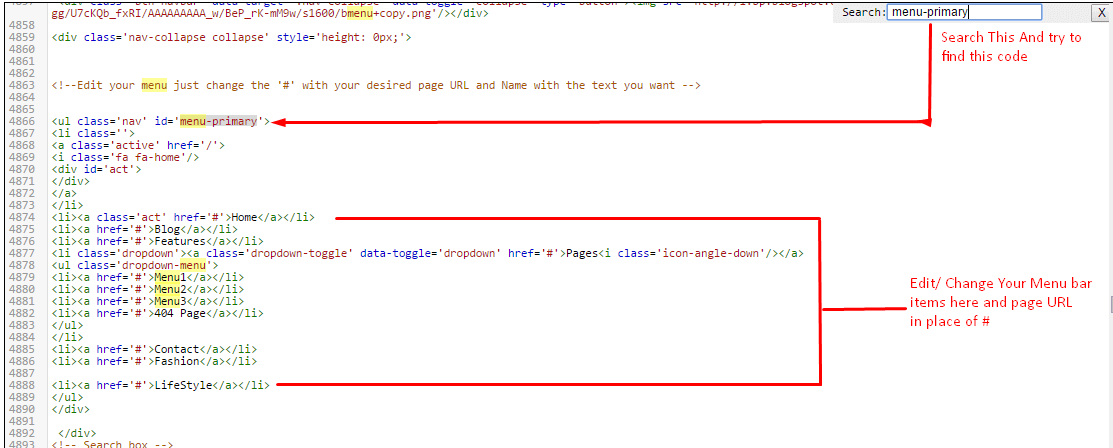 Search: menu-primary X
gg/U7cKQb_fxRI/AAAAAAAAA_w/BeP_rK-mM9w/s1600/bmenu+copy.png'/></div>
4858
4859 <div class='nav-collapse collapse' style='height: 0px;'>
4860
4861
4862
4863 <!--Edit your menu just change the '#' with your desired page URL and Name with the text you want -->
4864
4865
4866 <ul class='nav' id='menu-primary'>
4867 <li class=''>
4868 <a class='active' href='/'>
4869 <i class='fa fa-home'/>
4870 <div id='act'>
4871 </div>
4872 </a>
4873 </li>
4874 <li><a class='act' href='#'>Home</a></li>
4875 <li><a href='#'>Blog</a></li>
4876 <li><a href='#'>Features</a></li>
4877 <li class='dropdown'><a class='dropdown-toggle' data-toggle='dropdown' href='#'>Pages<i class='icon-angle-down'/></a>
4878 <ul class='dropdown-menu'>
4879 <li><a href='#'>Menu1</a></li>
4880 <li><a href='#'>Menu2</a></li>
4881 <li><a href='#'>Menu3</a></li>
4882 <li><a href='#'>404 Page</a></li>
4883 </ul>
4884 </li>
4885 <li><a href='#'>Contact</a></li>
4886 <li><a href='#'>Fashion</a></li>
4887
4888 <li><a href='#'>LifeStyle</a></li>
4889 </ul>
4890 </div>
4891
4892 </div>
4893 <!-- Search box -->
Search This And try to
find this code
Edit/ Change Your Menu bar
items here and page URL
in place of #